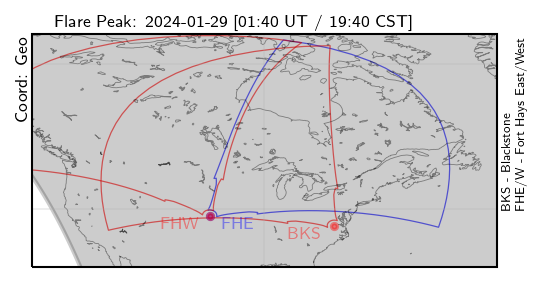 Flare Peak: 2024-01-29 [01:40 UT / 19:40 CST]
Coord: Geo
FHW
FHE
BKS
BKS - Blackstone
FHE/W - Fort Hays East/West